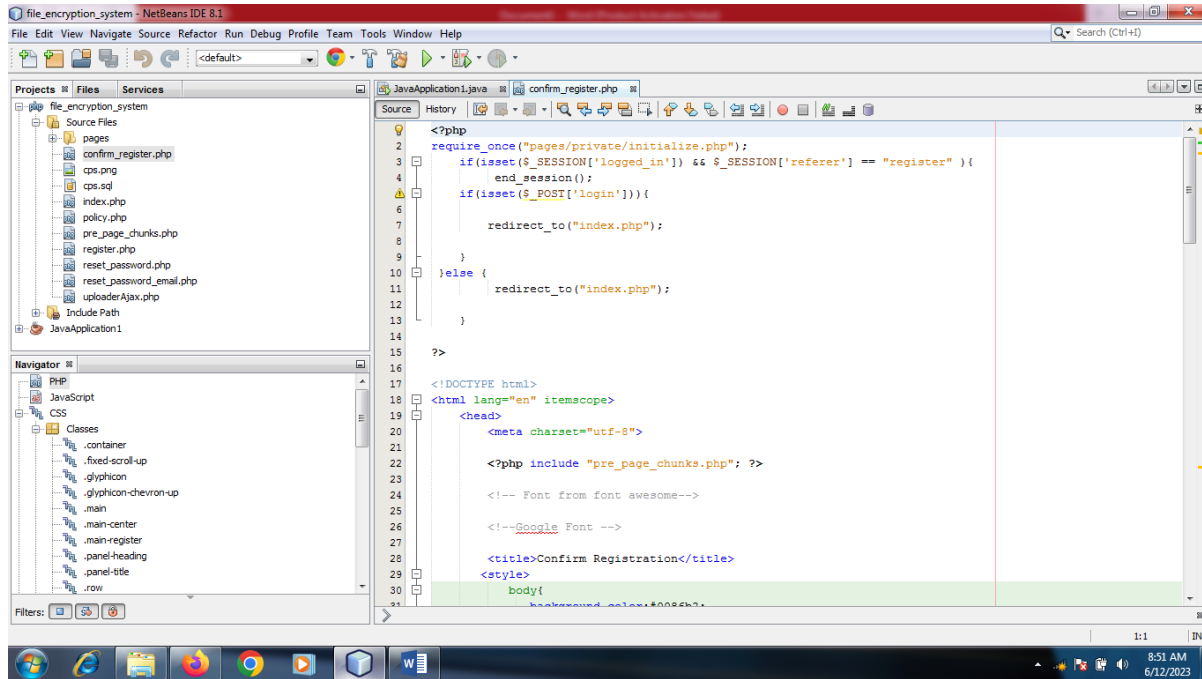 file_encryption_system - NetBeans IDE 8.1
File Edit View Navigate Source Refactor Run Debug Profile Team Tools Window Help
Search (Ctrl+I)
<default>
Projects Files Services
file_encryption_system
Source Files
pages
confirm_register.php
cps.png
cps.sql
index.php
policy.php
pre_page_chunks.php
register.php
reset_password.php
reset_password_email.php
uploaderAjax.php
Include Path
JavaApplication1
Navigator
PHP
JavaScript
CSS
Classes
.container
.fixed-scroll-up
.glyphicon
.glyphicon-chevron-up
.main
.main-center
.main-register
.panel-heading
.panel-title
.row
Filters:
JavaApplication1.java confirm_register.php
Source History
<?php
2 require_once("pages/private/initialize.php");
3 if(isset($_SESSION['logged_in']) && $_SESSION['referer'] == "register" ){
4 end_session();
if(isset($_POST['login'])){
6
7 redirect_to("index.php");
8
9 }
10 }else {
11 redirect_to("index.php");
12
13 }
14
15 ?>
16
17 <!DOCTYPE html>
18 <html lang="en" itemscope>
19 <head>
20 <meta charset="utf-8">
21
22 <?php include "pre_page_chunks.php"; ?>
23
24 <!-- Font from font awesome-->
25
26 <!--Google Font -->
27
28 <title>Confirm Registration</title>
29 <style>
30 body{
31 background-color:#0086b2;
1:1 IN
8:51 AM
6/12/2023